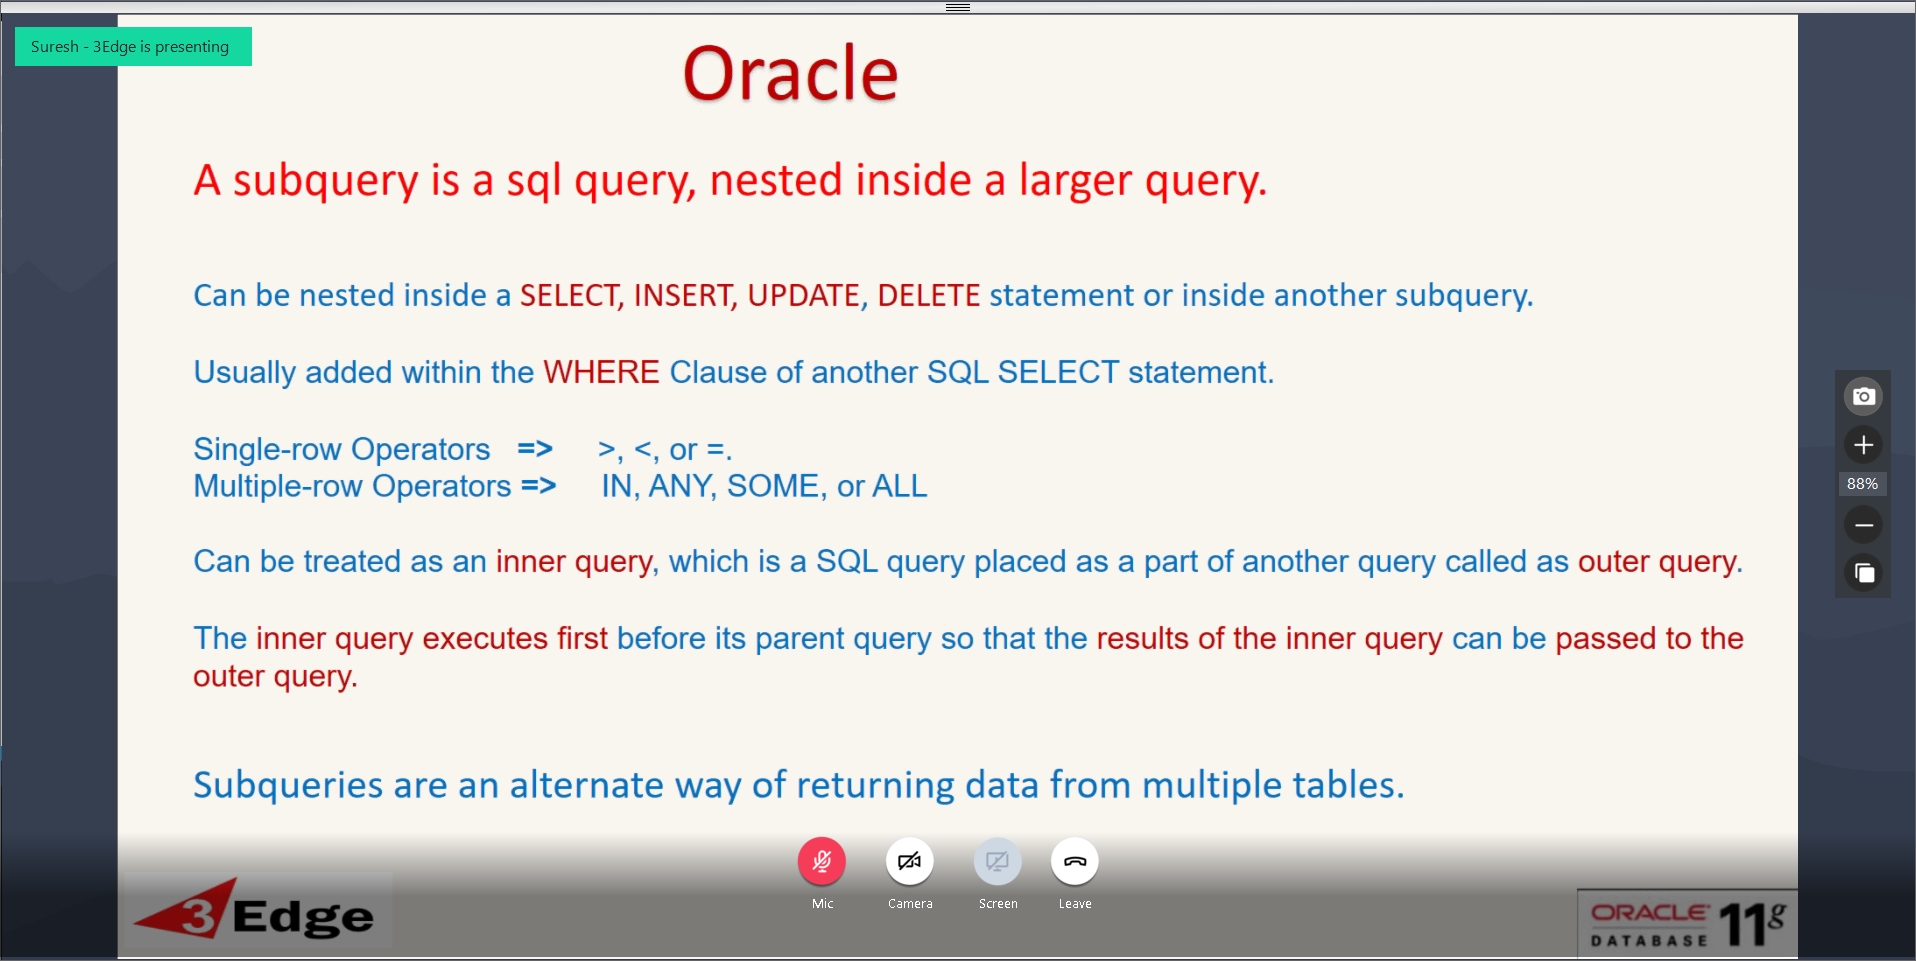 Suresh - 3Edge is presenting
Oracle
A subquery is a sql query, nested inside a larger query.
Can be nested inside a SELECT, INSERT, UPDATE, DELETE statement or inside another subquery.
Usually added within the WHERE Clause of another SQL SELECT statement.
Single-row Operators => >, <, or =.
Multiple-row Operators => IN, ANY, SOME, or ALL
Can be treated as an inner query, which is a SQL query placed as a part of another query called as outer query.
The inner query executes first before its parent query so that the results of the inner query can be passed to the
outer query.
Subqueries are an alternate way of returning data from multiple tables.
88%
Mic Camera Screen Leave
3Edge
ORACLE
DATABASE 11g